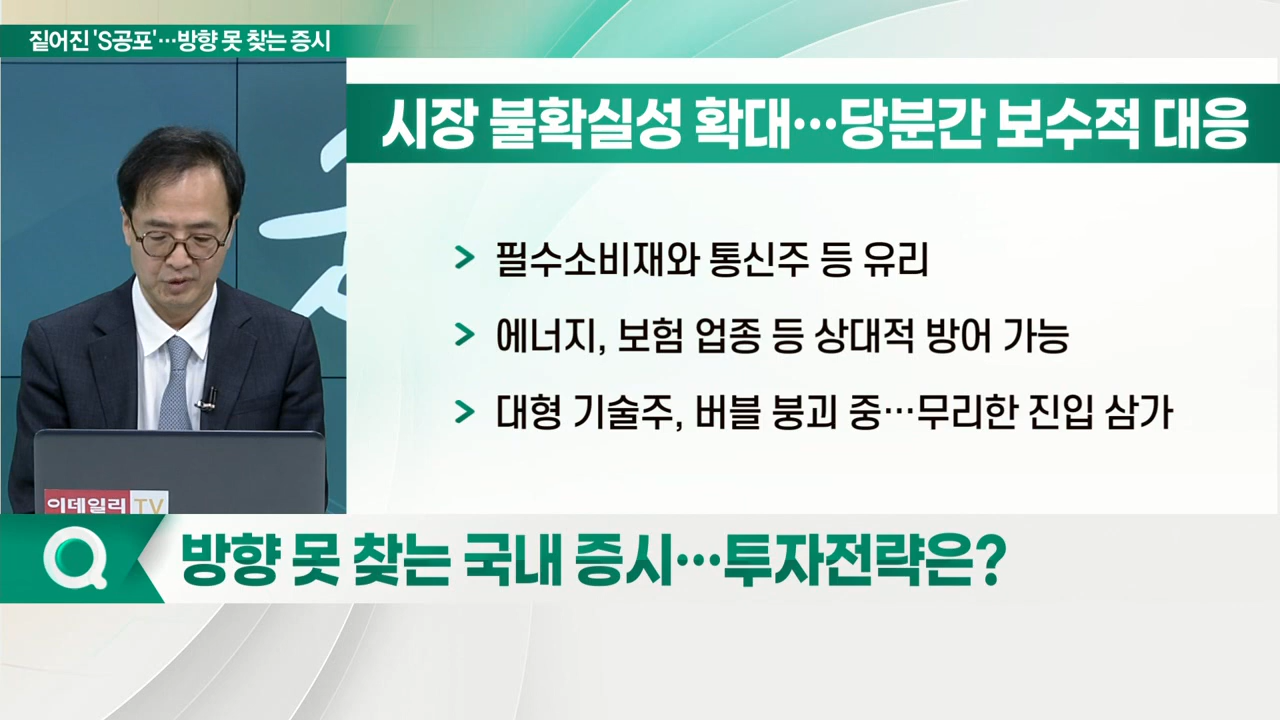 짙어진 'S공포'…방향 못 찾는 증시
시장 불확실성 확대…당분간 보수적 대응
> 필수소비재와 통신주 등 유리
> 에너지, 보험 업종 등 상대적 방어 가능
> 대형 기술주, 버블 붕괴 중…무리한 진입 삼가
이데일리 TV
Q 방향 못 찾는 국내 증시…투자전략은?